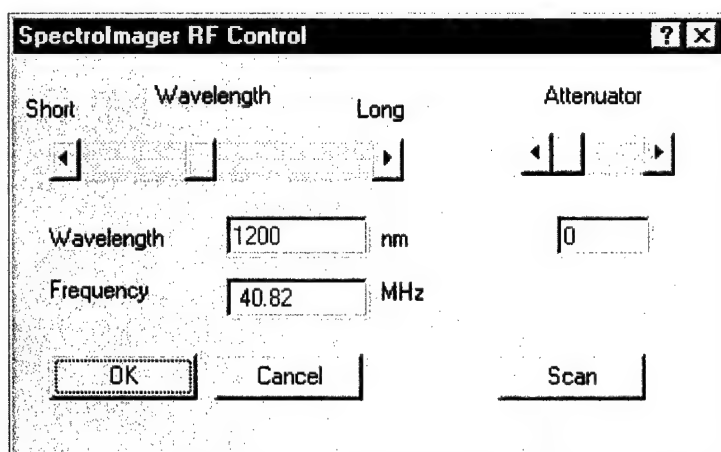 SpectroImager RF Control
Short Wavelength Long Attenuator
Wavelength 1200 nm 0
Frequency 40.82 MHz
OK Cancel Scan